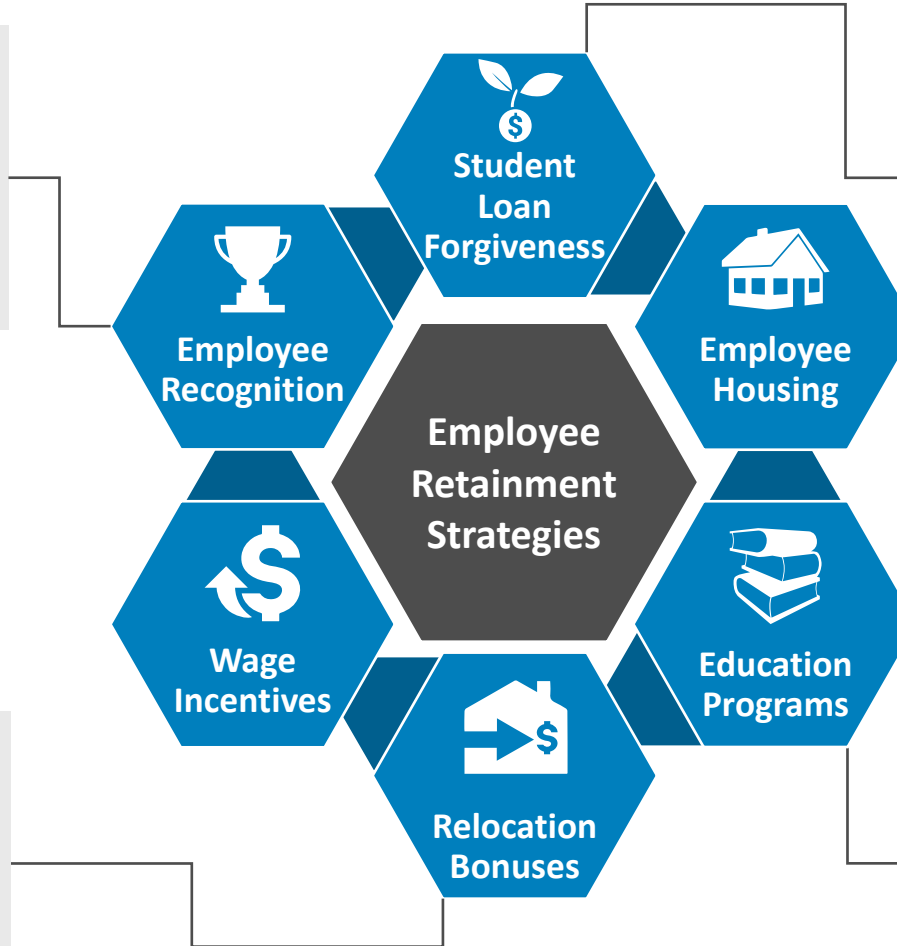 Student
Loan
Forgiveness
Employee
Recognition
Employee
Housing
Employee
Retainment
Strategies
Wage
Incentives
Education
Programs
Relocation
Bonuses